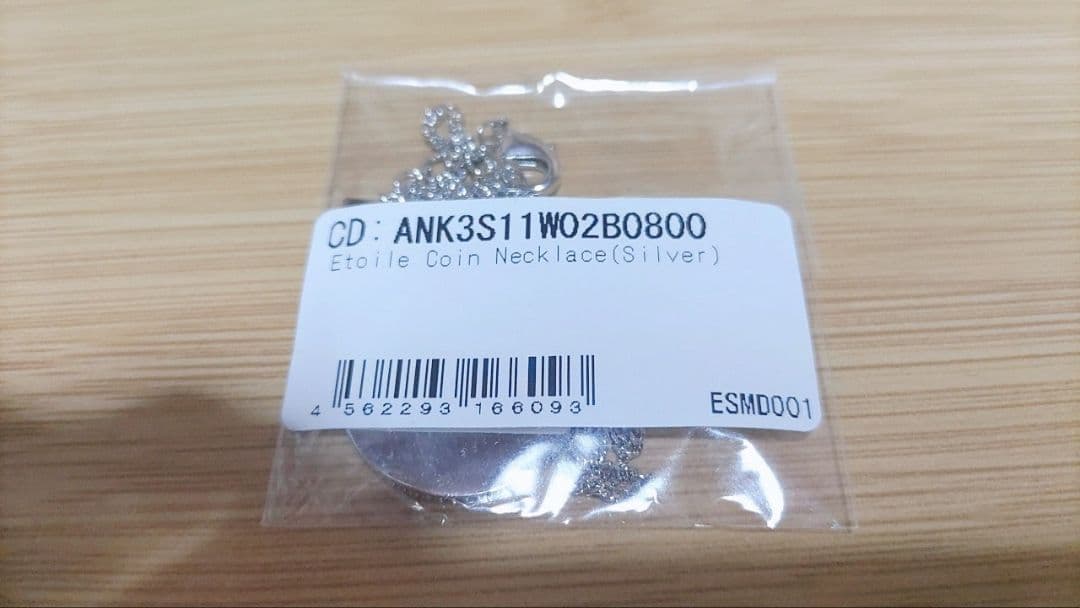 CD: ANK3S11W02B0800
Etoile Coin Necklace(Silver)
4 562293 166093
ESMD001